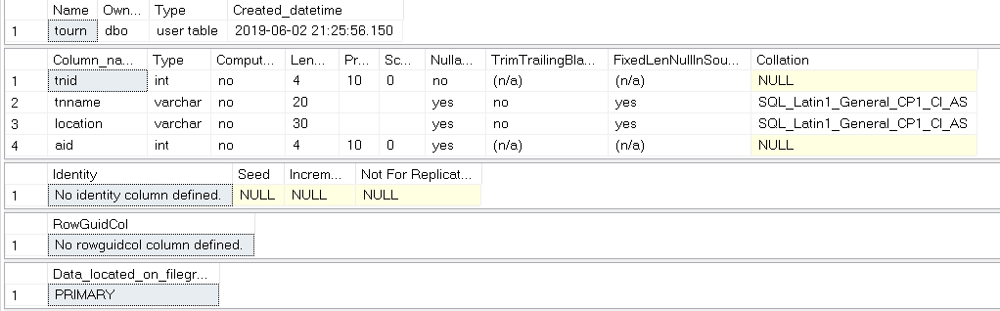 Name Own... Type Created_datetime
1 tourn dbo user table 2019-06-02 21:25:56.150
Column_na... Type Comput... Len... Pr... Sc... Nulla... TrimTrailingBla... FixedLenNullInSou... Collation
1 tnid int no 4 10 0 no (n/a) (n/a) NULL
2 tnname varchar no 20 yes no yes SQL_Latin1_General_CP1_CI_AS
3 location varchar no 30 yes no yes SQL_Latin1_General_CP1_CI_AS
4 aid int no 4 10 0 yes (n/a) (n/a) NULL
Identity Seed Increm... Not For Replicat...
1 No identity column defined. NULL NULL NULL
RowGuidCol
1 No rowguidcol column defined.
Data_located_on_filegr...
1 PRIMARY